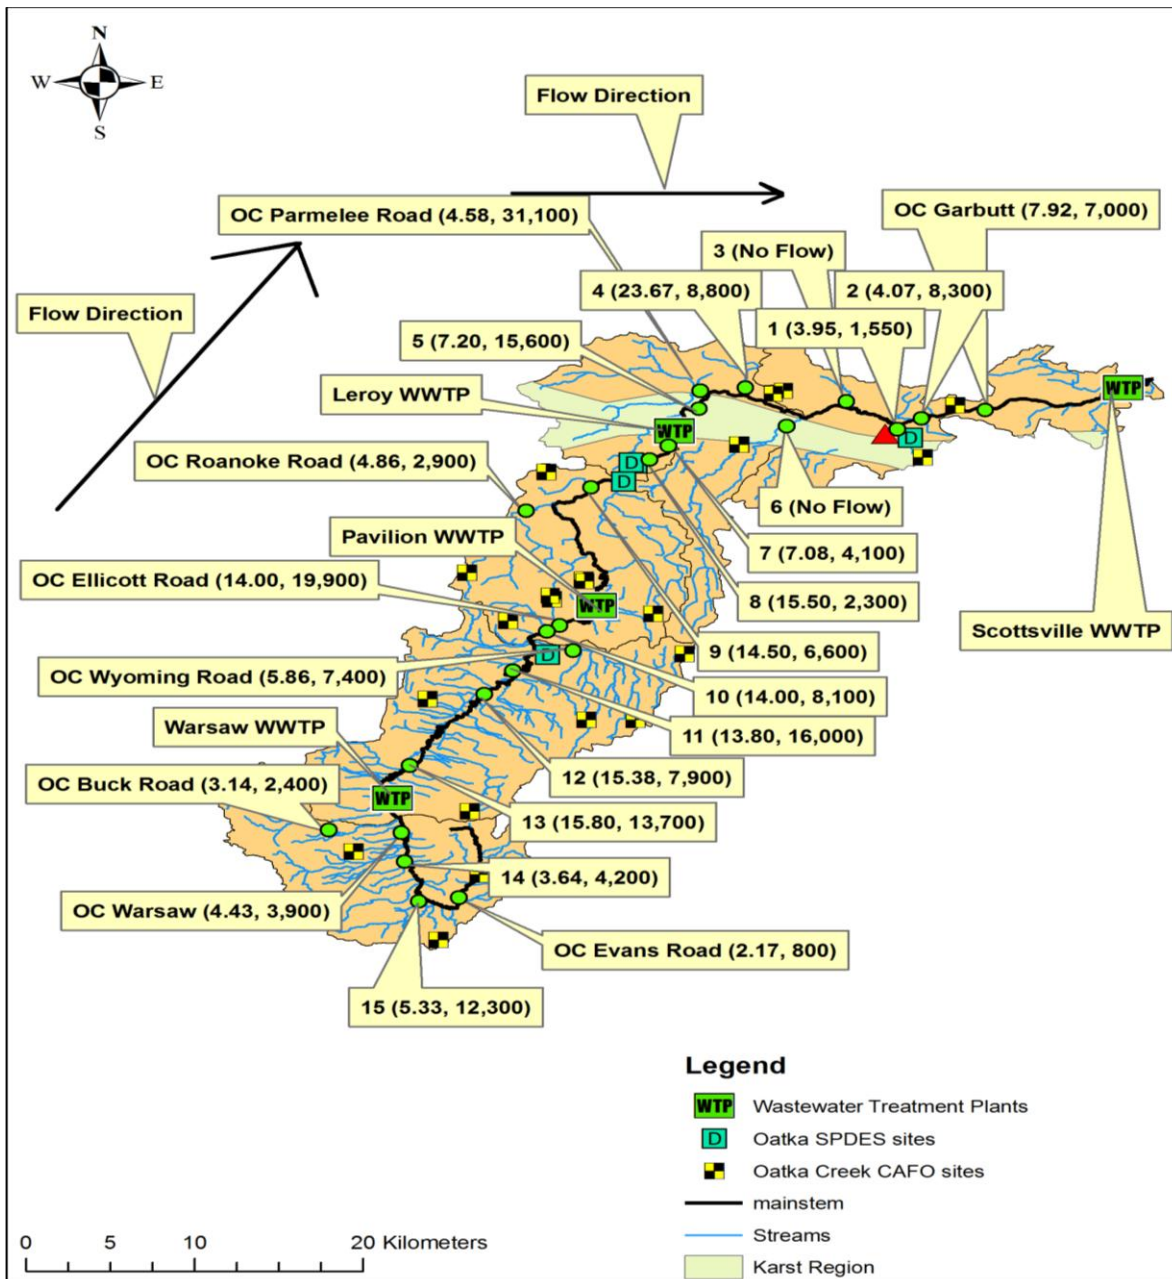 N
W E
S
Flow Direction
OC Parmelee Road (4.58, 31,100)
OC Garbutt (7.92, 7,000)
3 (No Flow)
4 (23.67, 8,800)
2 (4.07, 8,300)
Flow Direction
1 (3.95, 1,550)
5 (7.20, 15,600)
Leroy WWTP
WTP
WTP
D
OC Roanoke Road (4.86, 2,900)
D
D
6 (No Flow)
Pavilion WWTP
7 (7.08, 4,100)
OC Ellicott Road (14.00, 19,900)
8 (15.50, 2,300)
WTP
Scottsville WWTP
9 (14.50, 6,600)
D
OC Wyoming Road (5.86, 7,400)
10 (14.00, 8,100)
Warsaw WWTP
11 (13.80, 16,000)
12 (15.38, 7,900)
OC Buck Road (3.14, 2,400)
WTP
13 (15.80, 13,700)
14 (3.64, 4,200)
OC Warsaw (4.43, 3,900)
OC Evans Road (2.17, 800)
15 (5.33, 12,300)
Legend
WTP Wastewater Treatment Plants
D Oatka SPDES sites
Oatka Creek CAFO sites
mainstem
Streams
Karst Region
0 5 10 20 Kilometers